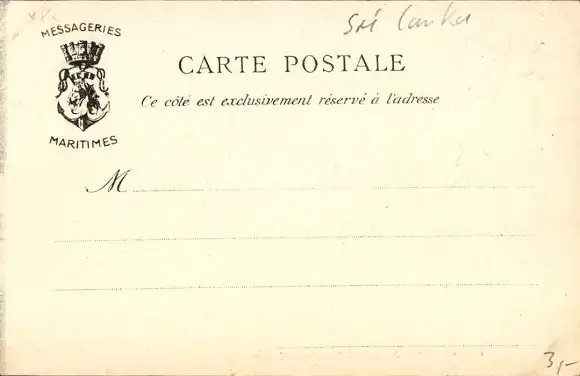 Sri Lanka
MESSAGERIES
MARITIMES
CARTE POSTALE
Ce côté est exclusivement réservé à l'adresse
M
3,-